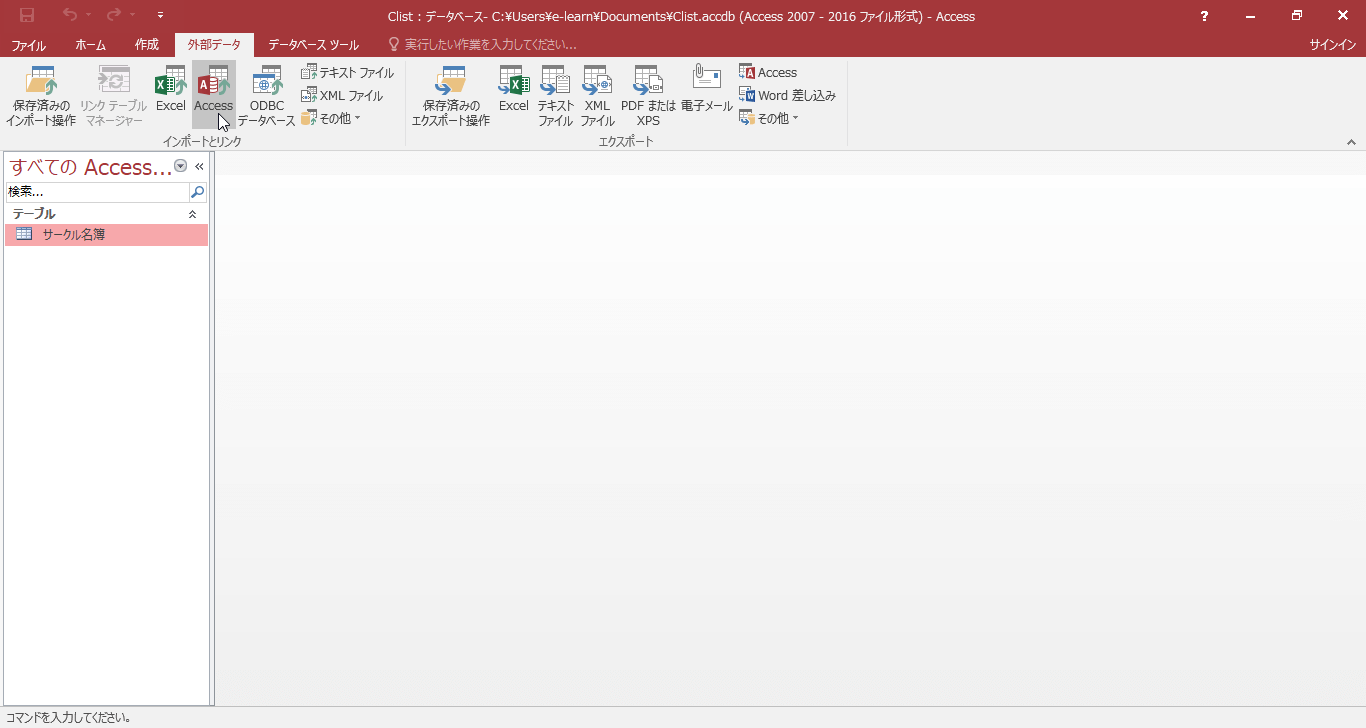 Clist : データベース- C:¥Users¥e-learn¥Documents¥Clist.accdb (Access 2007 - 2016 ファイル形式) - Access
?
ファイル ホーム 作成 外部データ データベース ツール 実行したい作業を入力してください... サインイン
保存済みの
インポート操作
リンク テーブル
マネージャー
Excel
Access
ODBC
データベース
テキスト ファイル
XML ファイル
その他
インポートとリンク
保存済みの
エクスポート操作
Excel
テキスト
ファイル
XML
ファイル
PDF または
XPS
電子メール
Access
Word 差し込み
その他
エクスポート
すべての Access...
検索...
テーブル
サークル名簿
コマンドを入力してください。